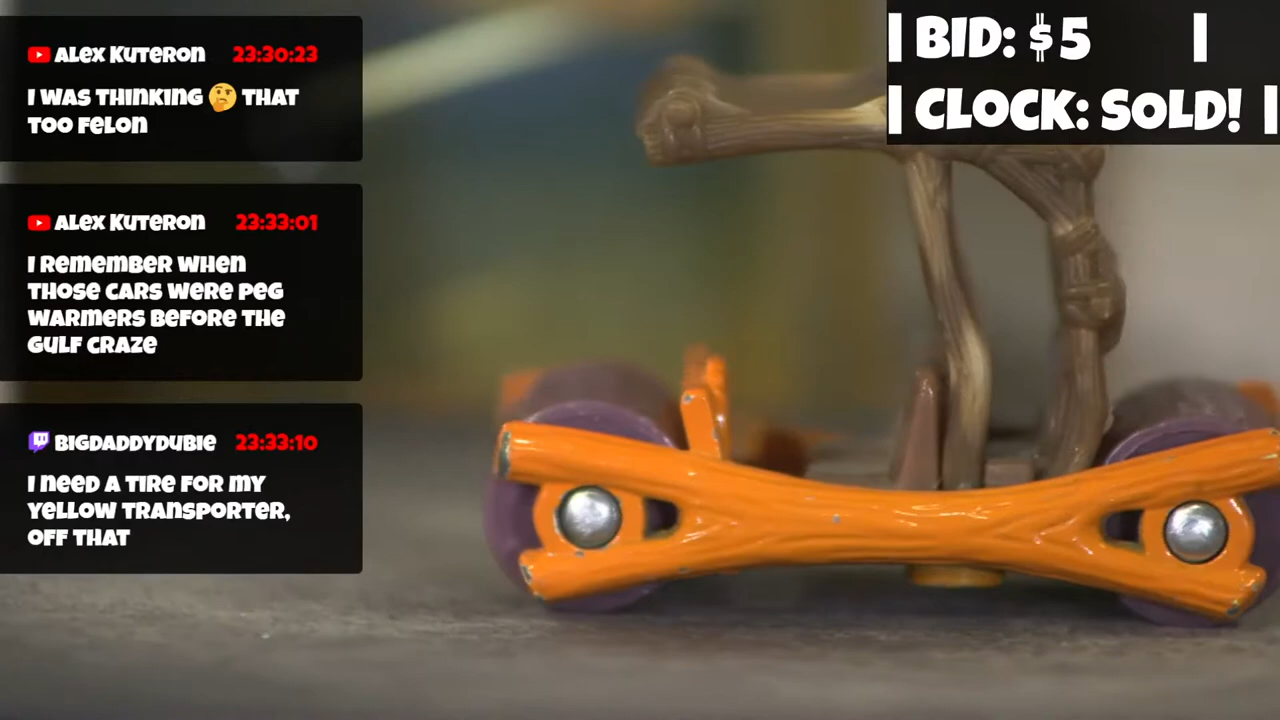 Alex Kuteron 23:30:23
I was thinking 🤔 that
too felon
Alex Kuteron 23:33:01
I remember when
those cars were peg
warmers before the
gulf craze
BIGDADDYDUBIE 23:33:10
I need a tire for my
yellow transporter,
off that
| BID: $5 |
| CLOCK: SOLD! |